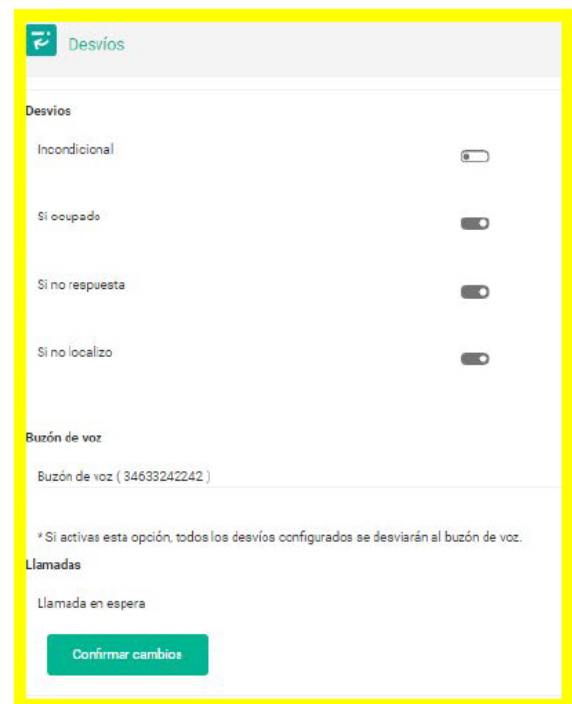 Desvíos
Desvios
Incondicional
Si ocupado
Si no respuesta
Si no localizo
Buzón de voz
Buzón de voz ( 34633242242 )
* Si activas esta opción, todos los desvíos configurados se desviarán al buzón de voz.
Llamadas
Llamada en espera
Confirmar cambios